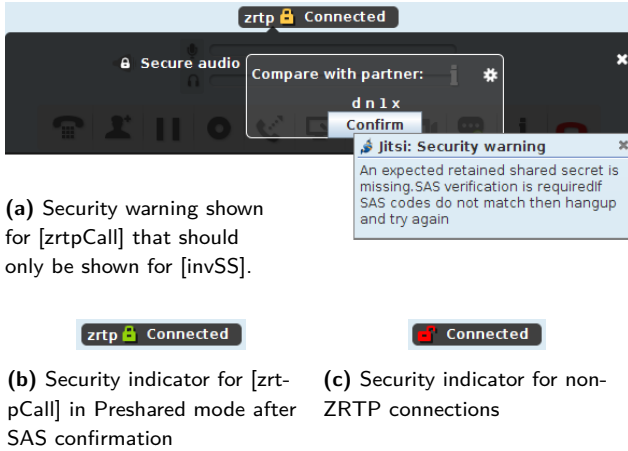 zrtp Connected
Secure audio
Compare with partner:
d n l x
Confirm
Jitsi: Security warning
An expected retained shared secret is
missing.SAS verification is requiredIf
SAS codes do not match then hangup
and try again
(a) Security warning shown
for [zrtpCall] that should
only be shown for [invSS].
zrtp Connected
Connected
(b) Security indicator for [zrt-
pCall] in Preshared mode after
SAS confirmation
(c) Security indicator for non-
ZRTP connections